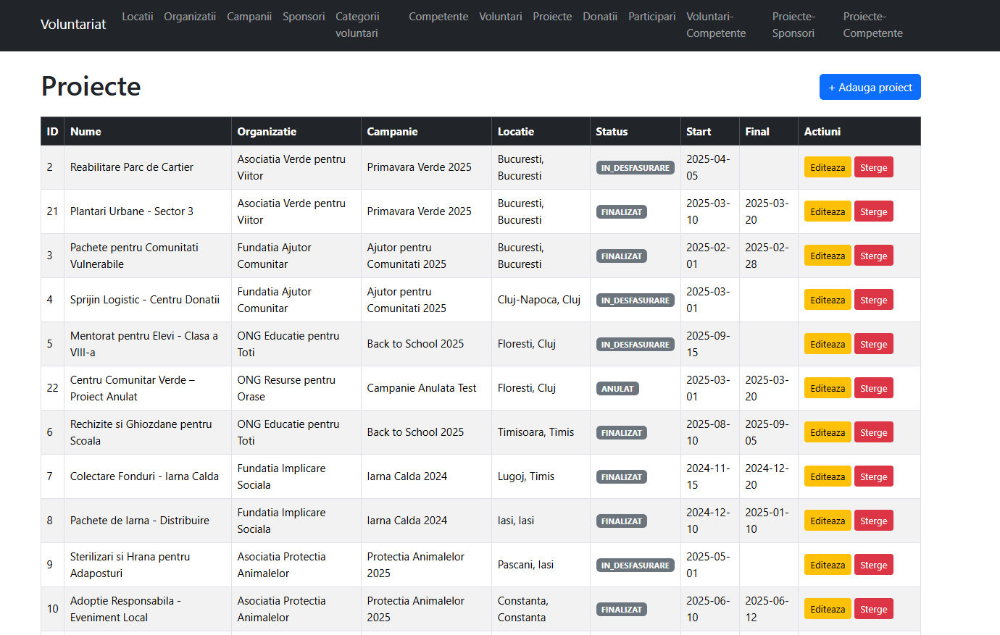 Voluntariat
Locatii Organizatii Campanii Sponsori Categorii voluntari Competente Voluntari Proiecte Donatii Participari Voluntari-Competente Proiecte-Sponsori Proiecte-Competente
Proiecte
+ Adauga proiect
ID Nume Organizatie Campanie Locatie Status Start Final Actiuni
2 Reabilitare Parc de Cartier Asociatia Verde pentru Viitor Primavara Verde 2025 Bucuresti, Bucuresti IN_DESFASURARE 2025-04-05 Editeaza Sterge
21 Plantari Urbane - Sector 3 Asociatia Verde pentru Viitor Primavara Verde 2025 Bucuresti, Bucuresti FINALIZAT 2025-03-10 2025-03-20 Editeaza Sterge
3 Pachete pentru Comunitati Vulnerabile Fundatia Ajutor Comunitar Ajutor pentru Comunitati 2025 Bucuresti, Bucuresti FINALIZAT 2025-02-01 2025-02-28 Editeaza Sterge
4 Sprijin Logistic - Centru Donatii Fundatia Ajutor Comunitar Ajutor pentru Comunitati 2025 Cluj-Napoca, Cluj IN_DESFASURARE 2025-03-01 Editeaza Sterge
5 Mentorat pentru Elevi - Clasa a VIII-a ONG Educatie pentru Toti Back to School 2025 Floresti, Cluj IN_DESFASURARE 2025-09-15 Editeaza Sterge
22 Centru Comunitar Verde – Proiect Anulat ONG Resurse pentru Orase Campanie Anulata Test Floresti, Cluj ANULAT 2025-03-01 2025-03-20 Editeaza Sterge
6 Rechizite si Ghiozdane pentru Scoala ONG Educatie pentru Toti Back to School 2025 Timisoara, Timis FINALIZAT 2025-08-10 2025-09-05 Editeaza Sterge
7 Colectare Fonduri - Iarna Calda Fundatia Implicare Sociala Iarna Calda 2024 Lugoj, Timis FINALIZAT 2024-11-15 2024-12-20 Editeaza Sterge
8 Pachete de Iarna - Distribuire Fundatia Implicare Sociala Iarna Calda 2024 Iasi, Iasi FINALIZAT 2024-12-10 2025-01-10 Editeaza Sterge
9 Sterilizari si Hrana pentru Adaposturi Asociatia Protectia Animalelor Protectia Animalelor 2025 Pascani, Iasi IN_DESFASURARE 2025-05-01 Editeaza Sterge
10 Adoptie Responsabila - Eveniment Local Asociatia Protectia Animalelor Protectia Animalelor 2025 Constanta, Constanta FINALIZAT 2025-06-10 2025-06-12 Editeaza Sterge